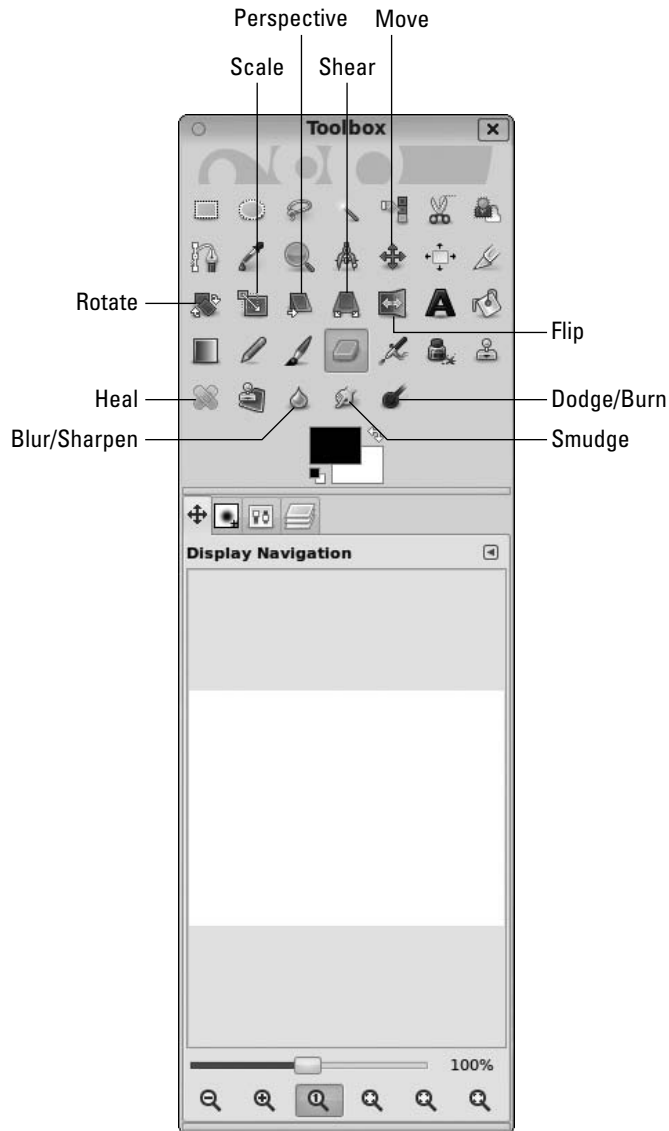 Perspective Move
Scale Shear
Toolbox
Rotate
Flip
Heal
Dodge/Burn
Blur/Sharpen
Smudge
Display Navigation
100%